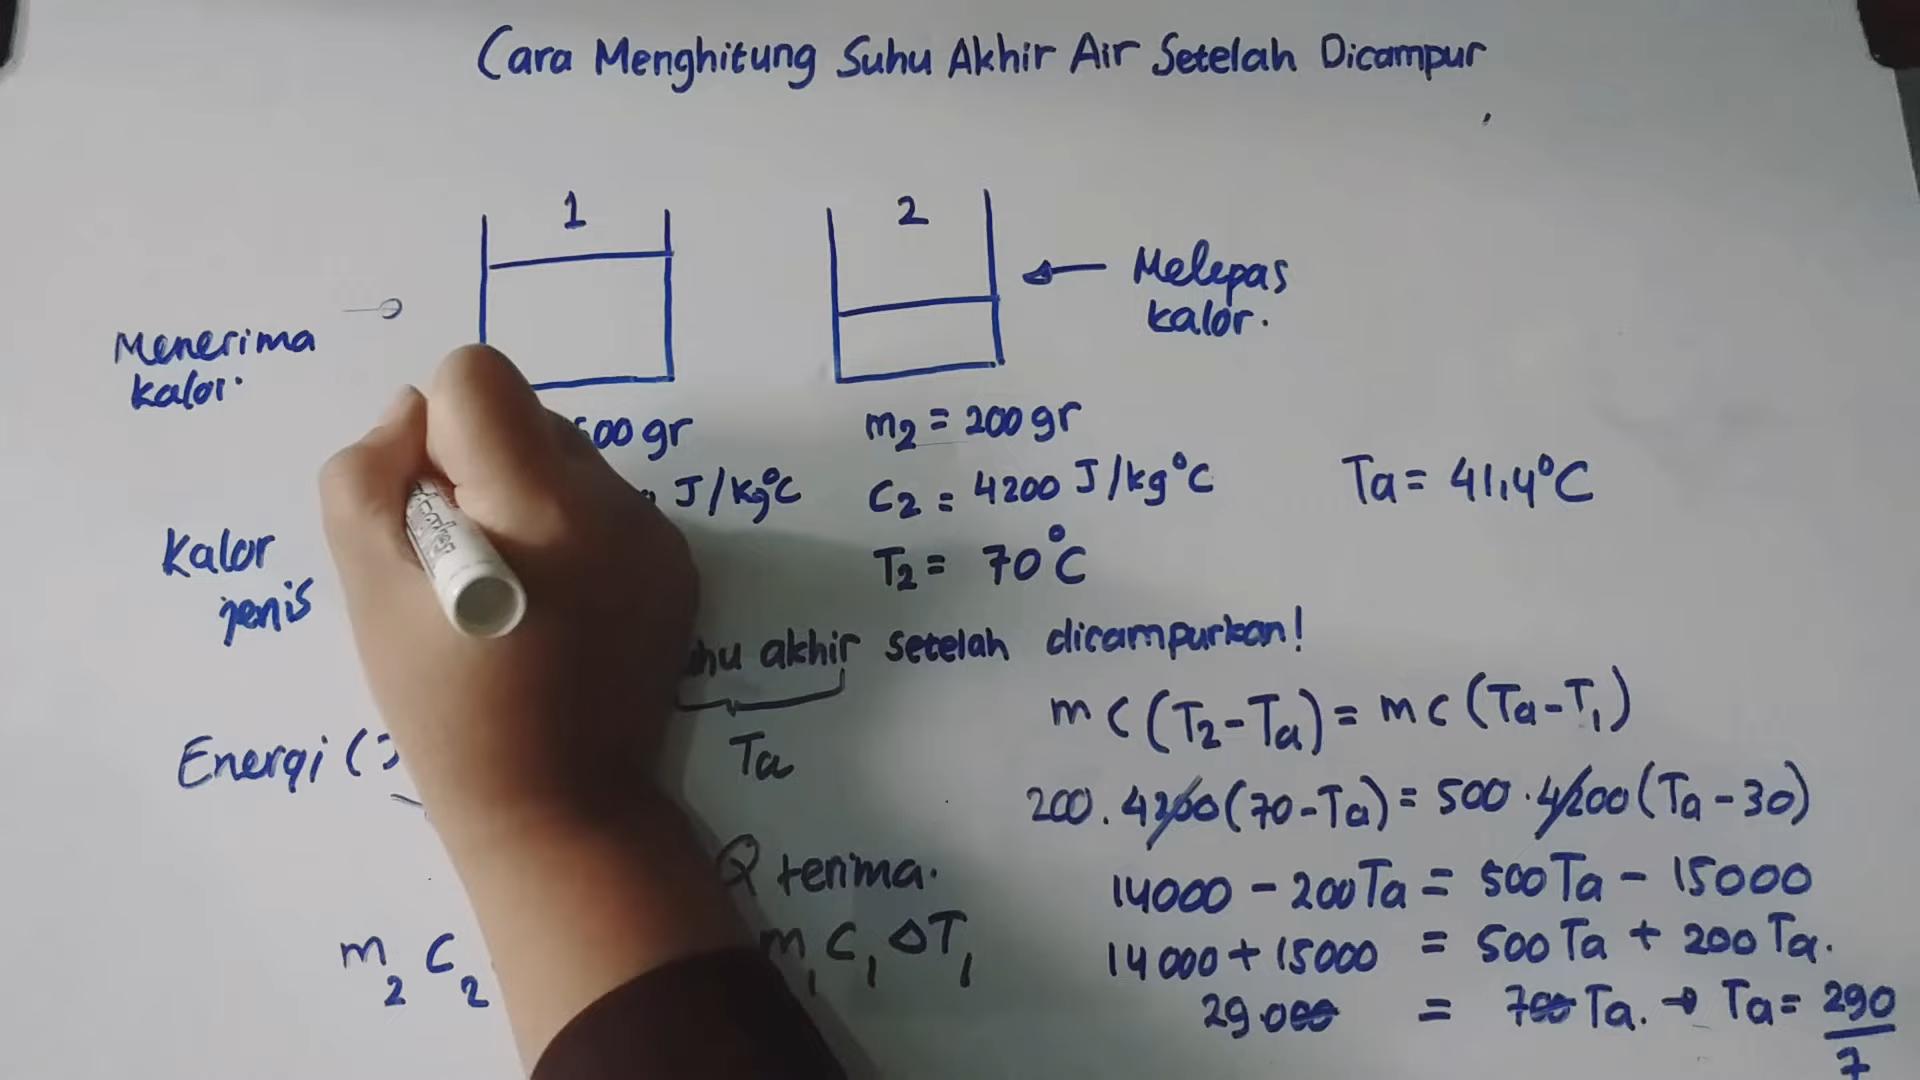 Cara Menghitung Suhu Akhir Air Setelah Dicampur
1
2
Menerima
kalor.
Melepas
kalor.
500 gr
J/kg°C
m2 = 200 gr
C2 = 4200 J/kg°C
T2 = 70°C
Ta = 41,4°C
Kalor
jenis
akhir setelah dicampurkan!
Ta
Energi (J
Q terima.
m2 C2
m1 C1 ΔT1
m C (T2 - Ta) = m C (Ta - T1)
200 . 4200 (70 - Ta) = 500 . 4200 (Ta - 30)
14000 - 200 Ta = 500 Ta - 15000
14000 + 15000 = 500 Ta + 200 Ta.
29.000 = 700 Ta. → Ta = 290
7